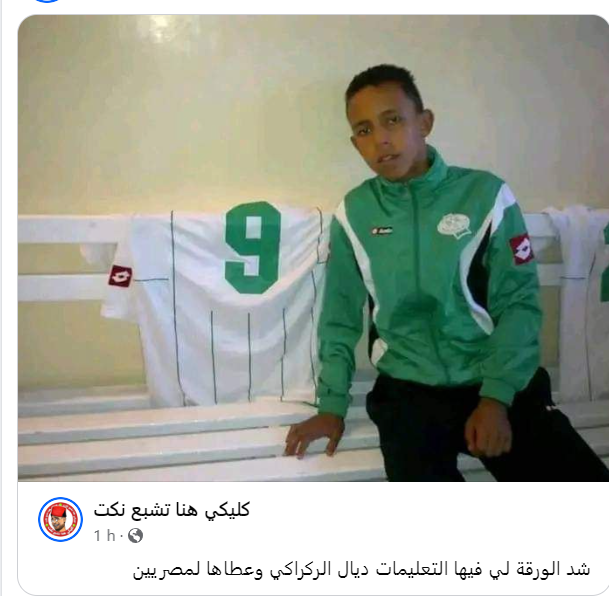 9
كليكي هنا تشبع نكت
1 h
شد الورقة لي فيها التعليمات ديال الركراكي وعطاها لمصريين